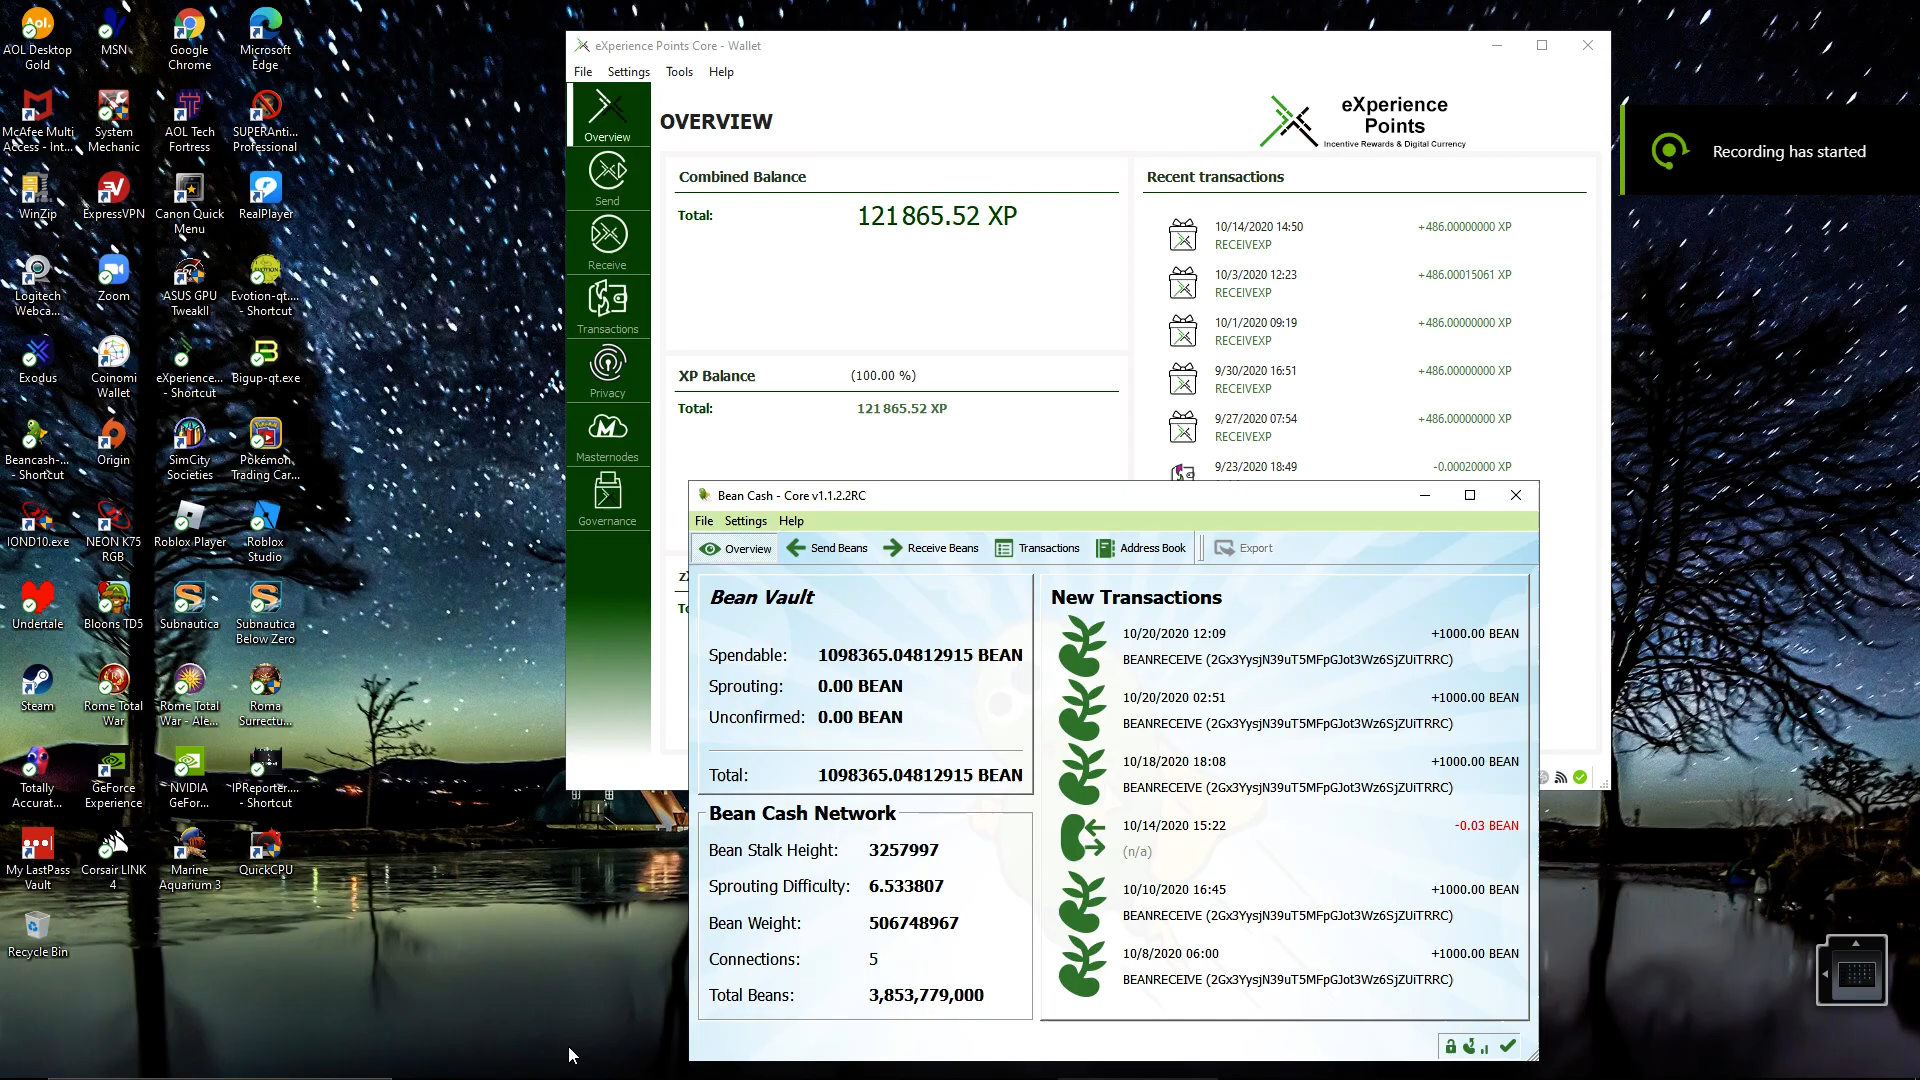 AOL Desktop Gold
MSN
Google Chrome
Microsoft Edge
McAfee Multi Access - Int...
System Mechanic
AOL Tech Fortress
SUPERAnti... Professional
WinZip
ExpressVPN
Canon Quick Menu
RealPlayer
Logitech Webca...
Zoom
ASUS GPU TweakII
Evotion-qt.... - Shortcut
Exodus
Coinomi Wallet
eXperience... - Shortcut
Bigup-qt.exe
Beancash-... - Shortcut
Origin
SimCity Societies
Pokémon Trading Car...
IOND10.exe
NEON K75 RGB
Roblox Player
Roblox Studio
Undertale
Bloons TD5
Subnautica
Subnautica Below Zero
Steam
Rome Total War
Rome Total War - Ale...
Roma Surrectu...
Totally Accurat...
GeForce Experience
NVIDIA GeFor...
IPReporter.... - Shortcut
My LastPass Vault
Corsair LINK 4
Marine Aquarium 3
QuickCPU
Recycle Bin
eXperience Points Core - Wallet
File Settings Tools Help
Overview
Send
Receive
Transactions
Privacy
Masternodes
Governance
OVERVIEW
eXperience
Points
Incentive Rewards & Digital Currency
Combined Balance
Total: 121 865.52 XP
XP Balance (100.00 %)
Total: 121 865.52 XP
Recent transactions
10/14/2020 14:50 +486.00000000 XP
RECEIVEXP
10/3/2020 12:23 +486.00015061 XP
RECEIVEXP
10/1/2020 09:19 +486.00000000 XP
RECEIVEXP
9/30/2020 16:51 +486.00000000 XP
RECEIVEXP
9/27/2020 07:54 +486.00000000 XP
RECEIVEXP
9/23/2020 18:49 -0.00020000 XP
Recording has started
Bean Cash - Core v1.1.2.2RC
File Settings Help
Overview Send Beans Receive Beans Transactions Address Book Export
Bean Vault
Spendable: 1098365.04812915 BEAN
Sprouting: 0.00 BEAN
Unconfirmed: 0.00 BEAN
Total: 1098365.04812915 BEAN
Bean Cash Network
Bean Stalk Height: 3257997
Sprouting Difficulty: 6.533807
Bean Weight: 506748967
Connections: 5
Total Beans: 3,853,779,000
New Transactions
10/20/2020 12:09 +1000.00 BEAN
BEANRECEIVE (2Gx3YysjN39uT5MFpGJot3Wz6SjZUiTRRC)
10/20/2020 02:51 +1000.00 BEAN
BEANRECEIVE (2Gx3YysjN39uT5MFpGJot3Wz6SjZUiTRRC)
10/18/2020 18:08 +1000.00 BEAN
BEANRECEIVE (2Gx3YysjN39uT5MFpGJot3Wz6SjZUiTRRC)
10/14/2020 15:22 -0.03 BEAN
(n/a)
10/10/2020 16:45 +1000.00 BEAN
BEANRECEIVE (2Gx3YysjN39uT5MFpGJot3Wz6SjZUiTRRC)
10/8/2020 06:00 +1000.00 BEAN
BEANRECEIVE (2Gx3YysjN39uT5MFpGJot3Wz6SjZUiTRRC)